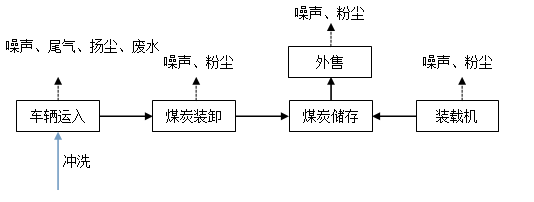 噪声、粉尘
噪声、尾气、扬尘、废水
噪声、粉尘
外售
噪声、粉尘
车辆运入
煤炭装卸
煤炭储存
装载机
冲洗